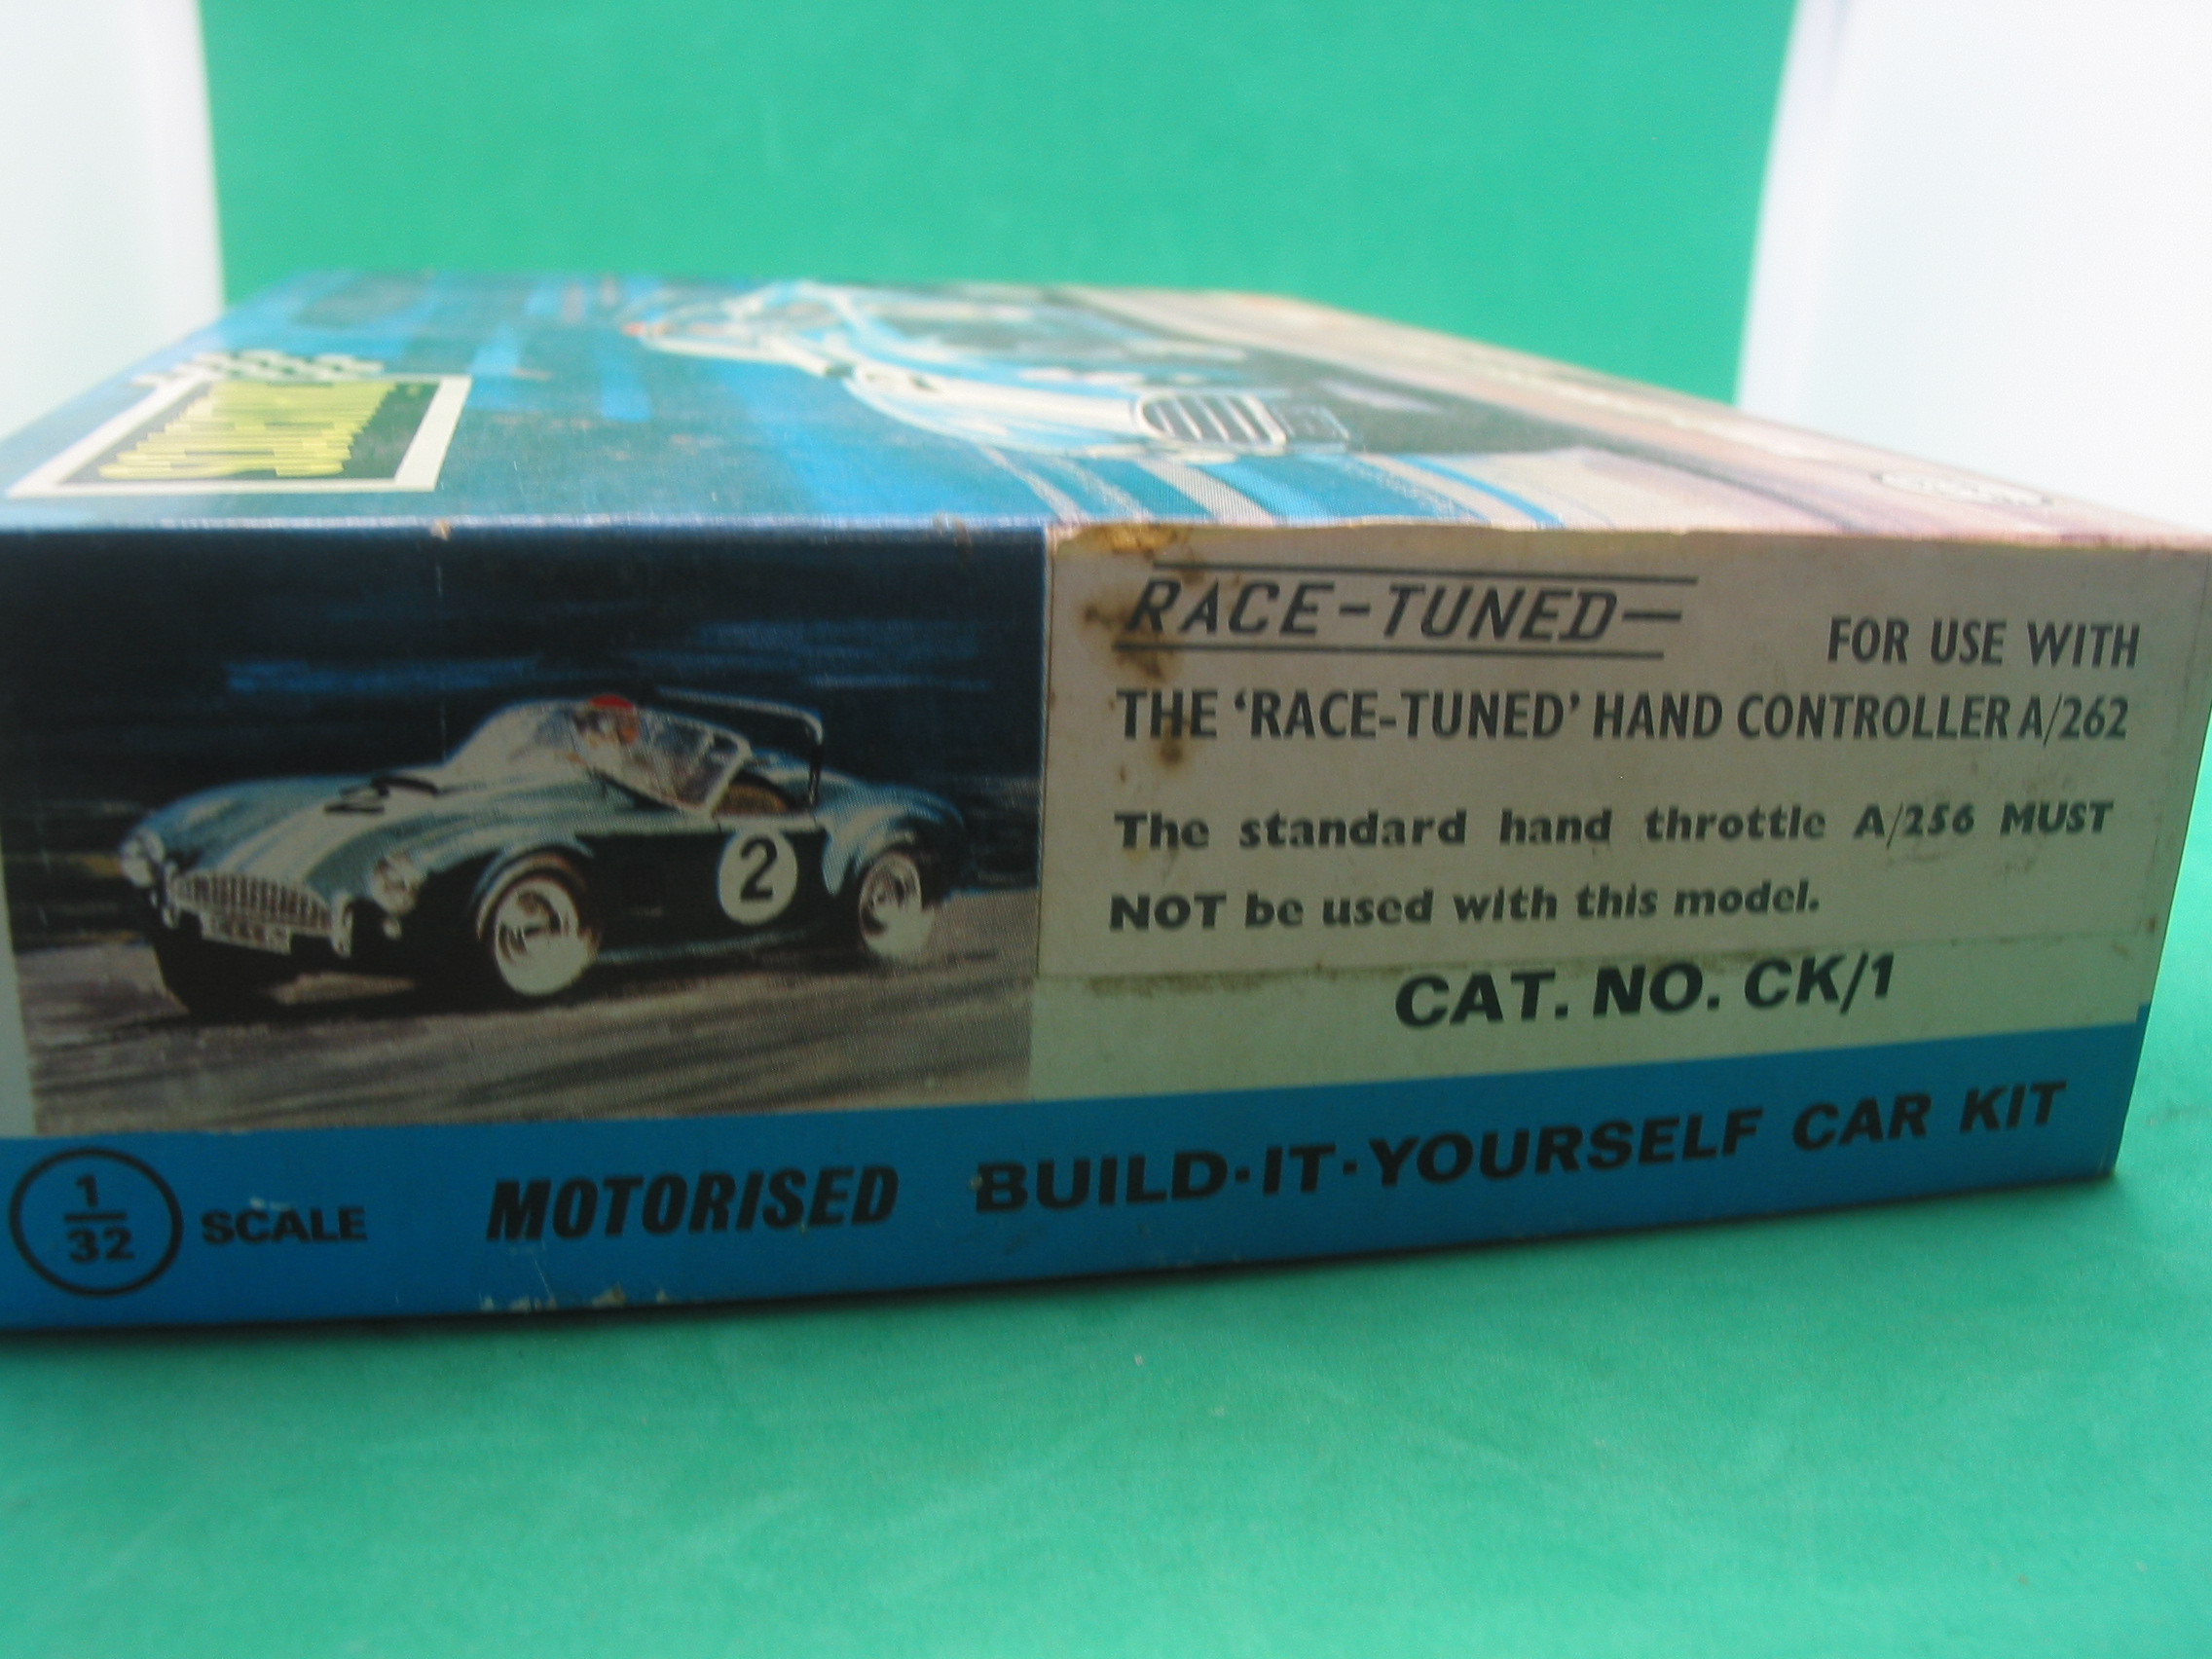 RACE-TUNED
FOR USE WITH
THE 'RACE-TUNED' HAND CONTROLLER A/262
The standard hand throttle A/256 MUST
NOT be used with this model.
CAT. NO. CK/1
2
2
1/32 SCALE MOTORISED BUILD·IT·YOURSELF CAR KIT